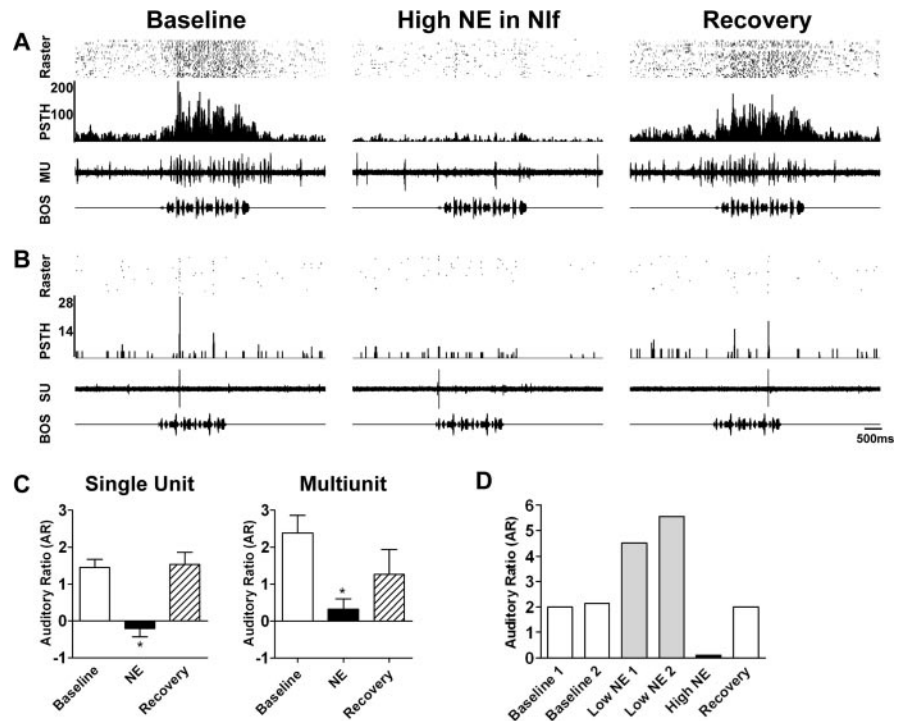 Baseline High NE in NIf Recovery
A
Raster
200
100
PSTH
MU
BOS
B
Raster
28
14
PSTH
SU
BOS
500ms
C
Single Unit
Auditory Ratio (AR)
3
2
1
0
-1
*
Baseline
NE
Recovery
Multiunit
Auditory Ratio (AR)
3
2
1
0
-1
*
Baseline
NE
Recovery
D
Auditory Ratio (AR)
6
5
4
3
2
1
0
Baseline 1
Baseline 2
Low NE 1
Low NE 2
High NE
Recovery